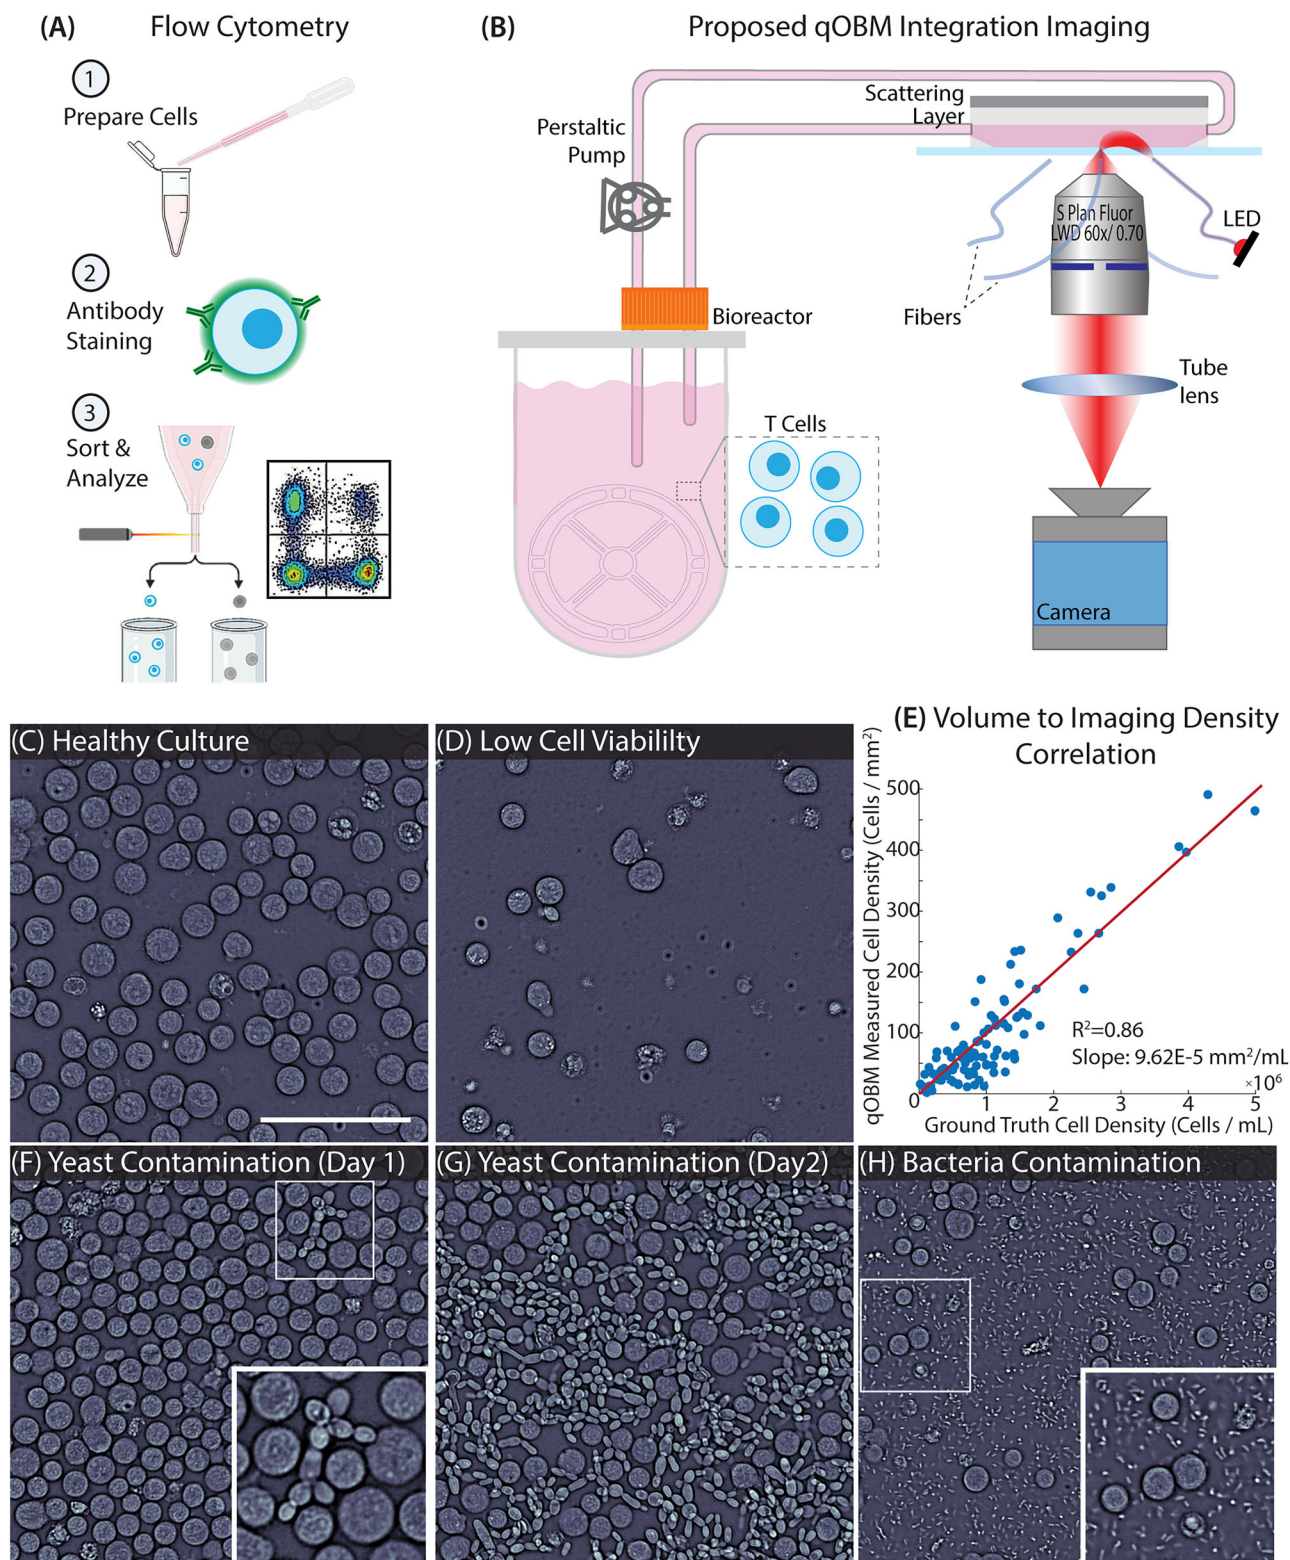 (A) Flow Cytometry
1
Prepare Cells
2
Antibody
Staining
3
Sort &
Analyze
(B) Proposed qOBM Integration Imaging
Scattering
Layer
Perstaltic
Pump
S Plan Fluor
LWD 60x/ 0.70
LED
Fibers
Bioreactor
Tube
lens
T Cells
Camera
(C) Healthy Culture
(D) Low Cell Viabililty
(E) Volume to Imaging Density
Correlation
qOBM Measured Cell Density (Cells / mm²)
500
400
300
200
100
0
R²=0.86
Slope: 9.62E-5 mm²/mL
×10⁶
0 1 2 3 4 5
Ground Truth Cell Density (Cells / mL)
(F) Yeast Contamination (Day 1)
(G) Yeast Contamination (Day2)
(H) Bacteria Contamination